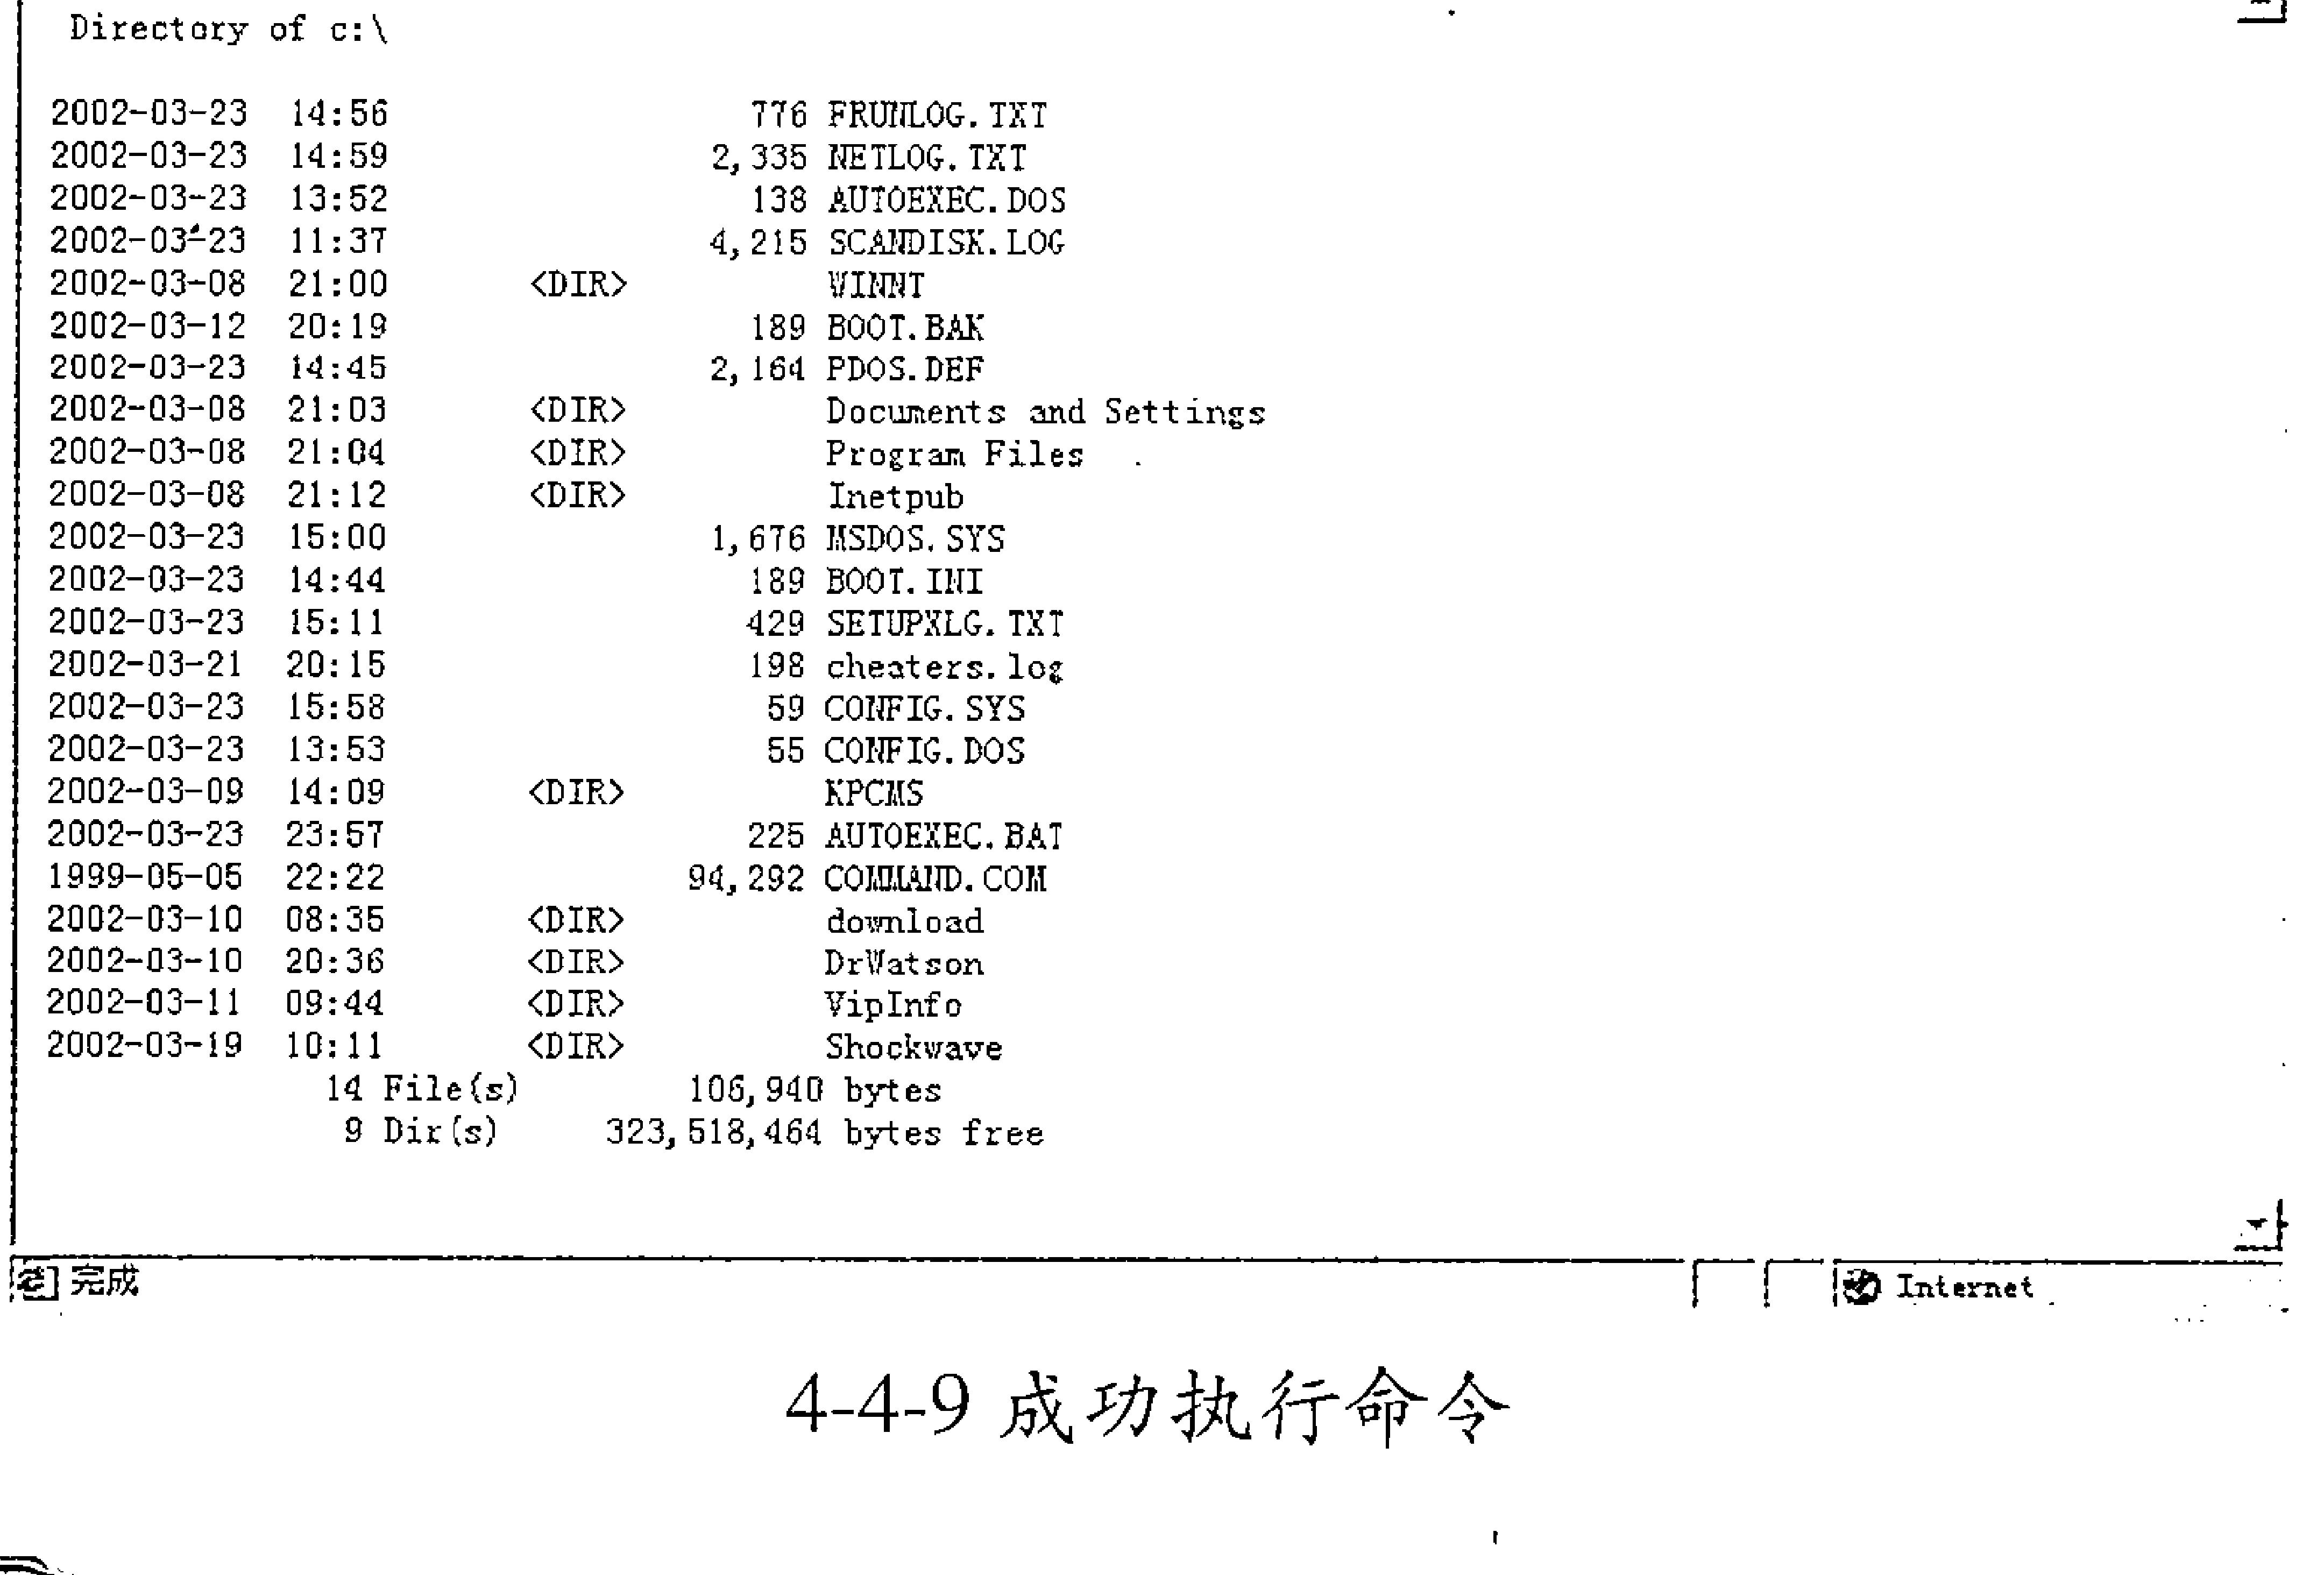 Directory of c:\
2002-03-23 14:56 776 FRUNLOG.TXT
2002-03-23 14:59 2,335 NETLOG.TXT
2002-03-23 13:52 138 AUTOEXEC.DOS
2002-03-23 11:37 4,215 SCANDISK.LOG
2002-03-08 21:00 <DIR> WINNT
2002-03-12 20:19 189 BOOT.BAK
2002-03-23 14:45 2,164 PDOS.DEF
2002-03-08 21:03 <DIR> Documents and Settings
2002-03-08 21:04 <DIR> Program Files
2002-03-08 21:12 <DIR> Inetpub
2002-03-23 15:00 1,676 MSDOS.SYS
2002-03-23 14:44 189 BOOT.INI
2002-03-23 15:11 429 SETUPXLG.TXT
2002-03-21 20:15 198 cheaters.log
2002-03-23 15:58 59 CONFIG.SYS
2002-03-23 13:53 55 CONFIG.DOS
2002-03-09 14:09 <DIR> KPCMS
2002-03-23 23:57 225 AUTOEXEC.BAT
1999-05-05 22:22 94,292 COMMAND.COM
2002-03-10 08:35 <DIR> download
2002-03-10 20:36 <DIR> DrWatson
2002-03-11 09:44 <DIR> VipInfo
2002-03-19 10:11 <DIR> Shockwave
14 File(s) 106,940 bytes
9 Dir(s) 323,518,464 bytes free
完成 Internet
4-4-9 成功执行命令